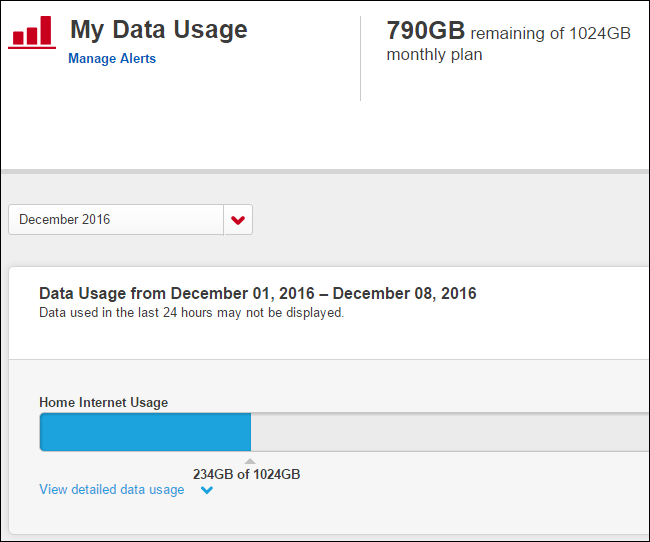 My Data Usage
Manage Alerts
790GB remaining of 1024GB
monthly plan
December 2016
Data Usage from December 01, 2016 – December 08, 2016
Data used in the last 24 hours may not be displayed.
Home Internet Usage
234GB of 1024GB
View detailed data usage